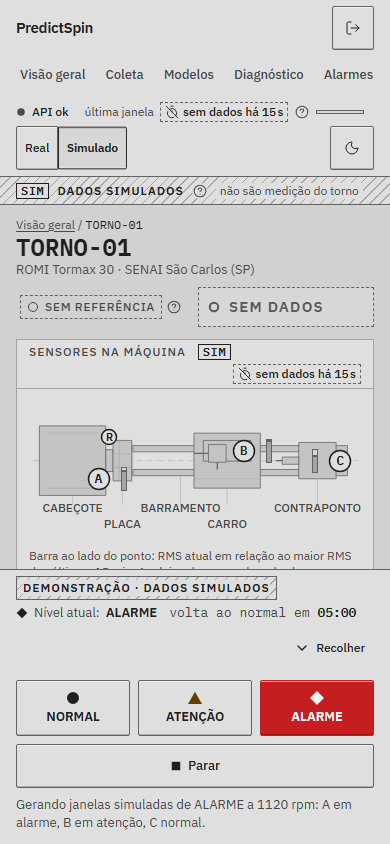 PredictSpin
Visão geral Coleta Modelos Diagnóstico Alarmes
API ok última janela sem dados há 15 s ?
Real Simulado
SIM DADOS SIMULADOS ? não são medição do torno
Visão geral / TORNO-01
TORNO-01
ROMI Tormax 30 · SENAI São Carlos (SP)
SEM REFERÊNCIA ? SEM DADOS
SENSORES NA MÁQUINA SIM
sem dados há 15 s
R
B
C
A
CABEÇOTE BARRAMENTO CONTRAPONTO
PLACA CARRO
Barra ao lado do ponto: RMS atual em relação ao maior RMS
DEMONSTRAÇÃO · DADOS SIMULADOS
Nível atual: ALARME volta ao normal em 05:00
Recolher
NORMAL ATENÇÃO ALARME
Parar
Gerando janelas simuladas de ALARME a 1120 rpm: A em
alarme, B em atenção, C normal.